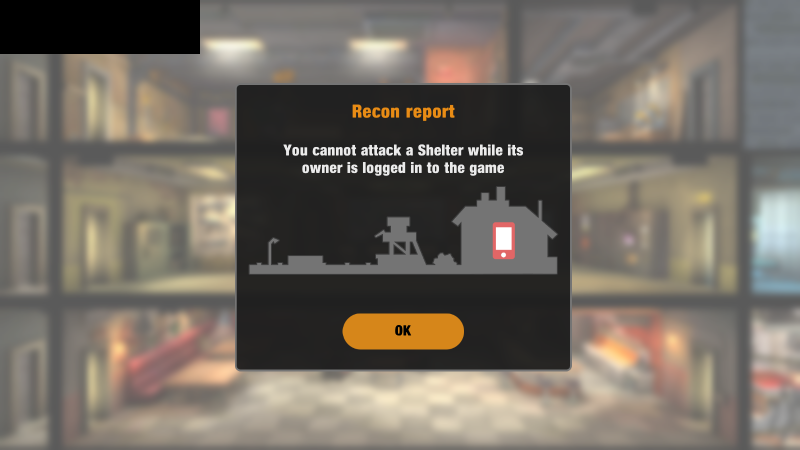 Recon report
You cannot attack a Shelter while its
owner is logged in to the game
OK